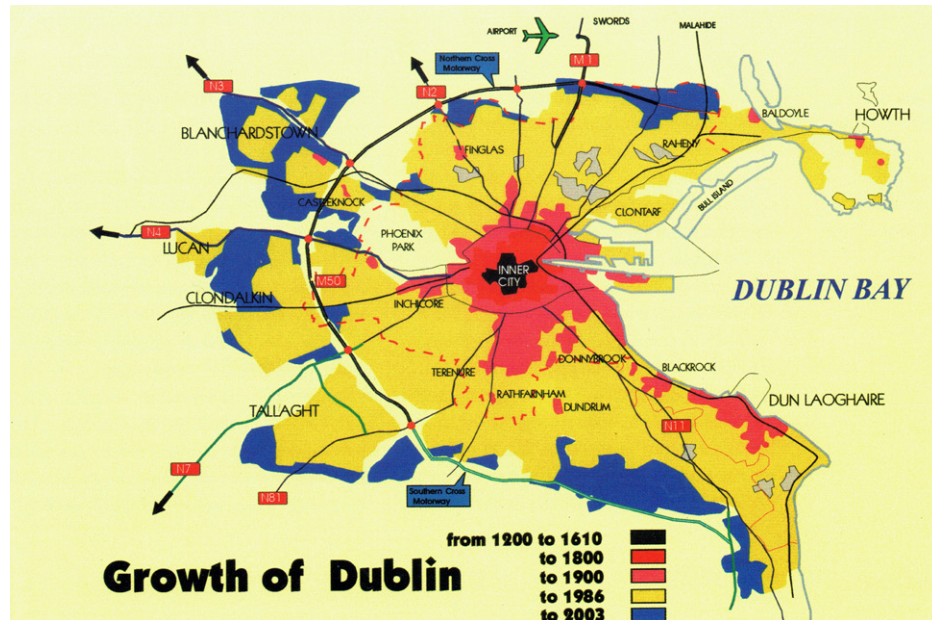 SWORDS
MALAHIDE
AIRPORT
M1
Northern Cross
Motorway
N3
N2
BLANCHARDSTOWN
BALDOYLE
HOWTH
FINGLAS
RAHENY
CASTLEKNOCK
BULL ISLAND
CLONTARF
PHOENIX
PARK
N4
LUCAN
INNER
CITY
M50
DUBLIN BAY
CLONDALKIN
INCHICORE
DONNYBROOK
BLACKROCK
TERENURE
RATHFARNHAM
DUN LAOGHAIRE
DUNDRUM
TALLAGHT
N11
N7
N81
Southern Cross
Motorway
from 1200 to 1610
to 1800
to 1900
to 1986
to 2003
Growth of Dublin